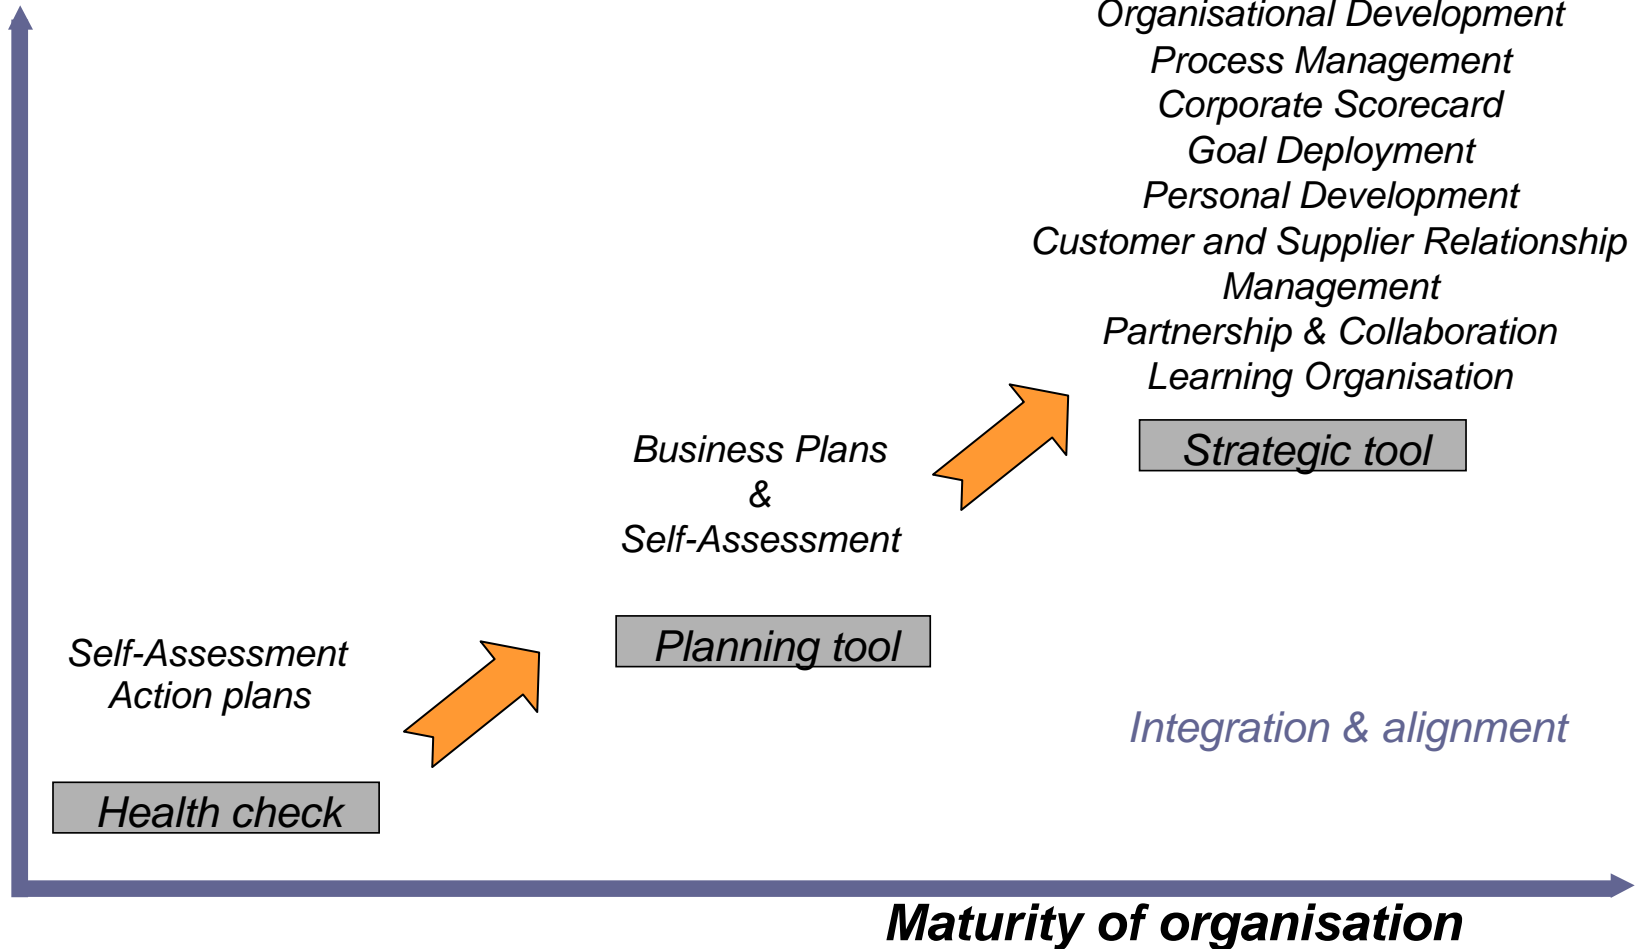 Organisational Development
Process Management
Corporate Scorecard
Goal Deployment
Personal Development
Customer and Supplier Relationship
Management
Partnership & Collaboration
Learning Organisation
Strategic tool
Business Plans
&
Self-Assessment
Planning tool
Self-Assessment
Action plans
Health check
Integration & alignment
Maturity of organisation